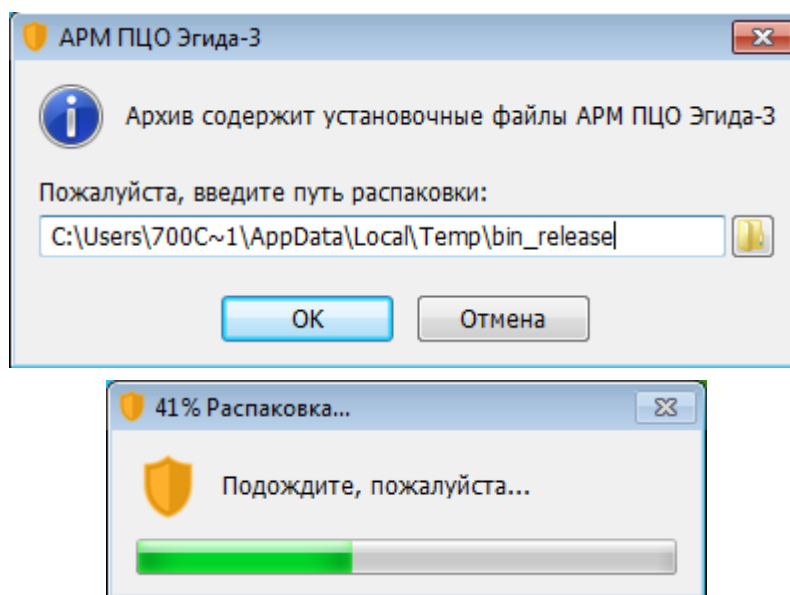 АРМ ПЦО Эгида-3
Архив содержит установочные файлы АРМ ПЦО Эгида-3
Пожалуйста, введите путь распаковки:
C:\Users\700C~1\AppData\Local\Temp\bin_release
OK
Отмена
41% Распаковка...
Подождите, пожалуйста...